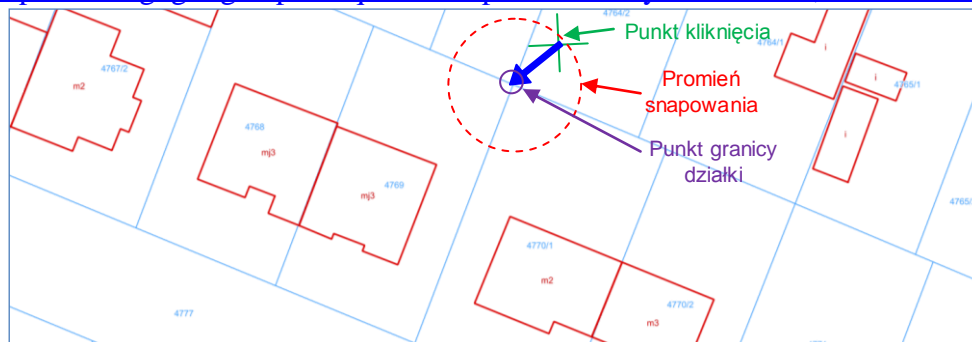 4764/2
Punkt kliknięcia
4764/1
i
4767/2
m2
Promień
snapowania
i
4765/1
4768
mj3
i
Punkt granicy
działki
4769
mj3
4765/
4770/1
m2
4777
4770/2
m3